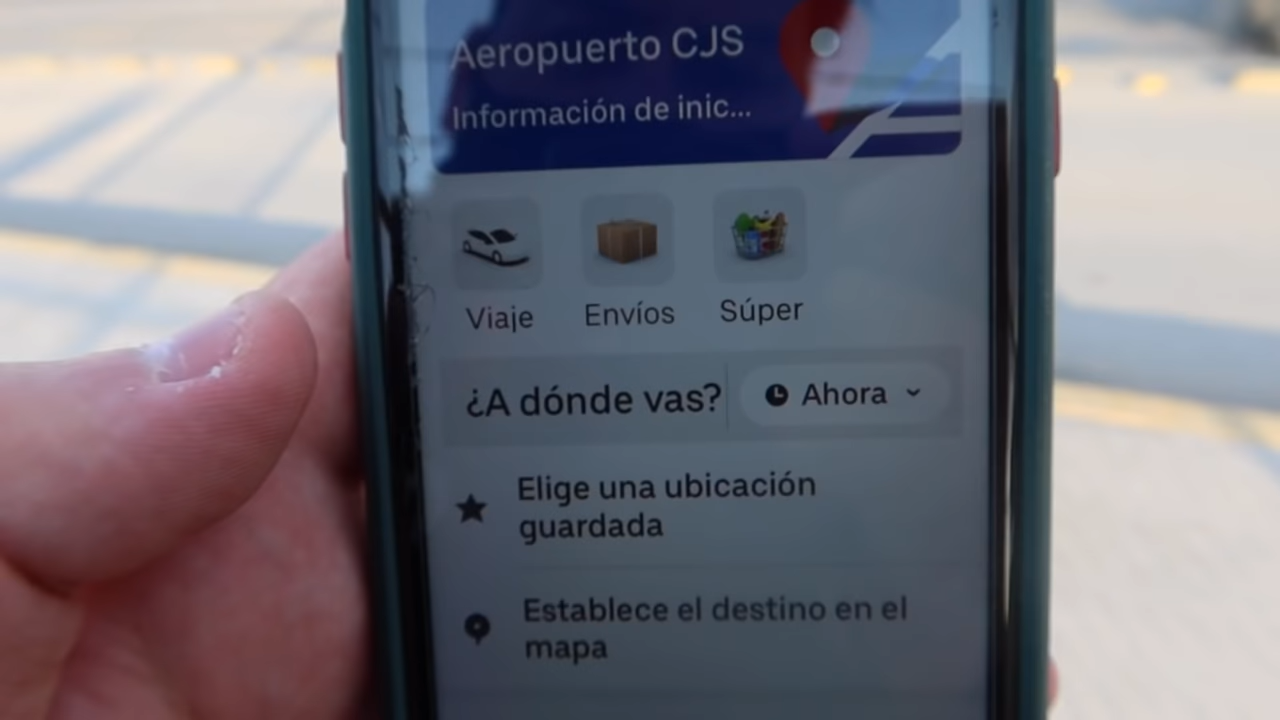 Aeropuerto CJS
Información de inic...
Viaje
Envíos
Súper
¿A dónde vas?
Ahora
Elige una ubicación
guardada
Establece el destino en el
mapa